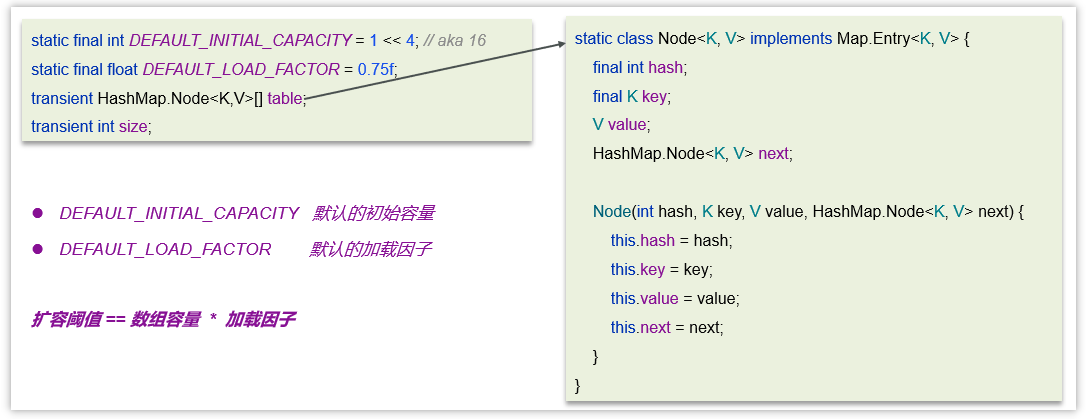 static final int DEFAULT_INITIAL_CAPACITY = 1 << 4; // aka 16
static final float DEFAULT_LOAD_FACTOR = 0.75f;
transient HashMap.Node<K,V>[] table;
transient int size;
● DEFAULT_INITIAL_CAPACITY 默认的初始容量
● DEFAULT_LOAD_FACTOR 默认的加载因子
扩容阈值 == 数组容量 * 加载因子
static class Node<K, V> implements Map.Entry<K, V> {
final int hash;
final K key;
V value;
HashMap.Node<K, V> next;
Node(int hash, K key, V value, HashMap.Node<K, V> next) {
this.hash = hash;
this.key = key;
this.value = value;
this.next = next;
}
}